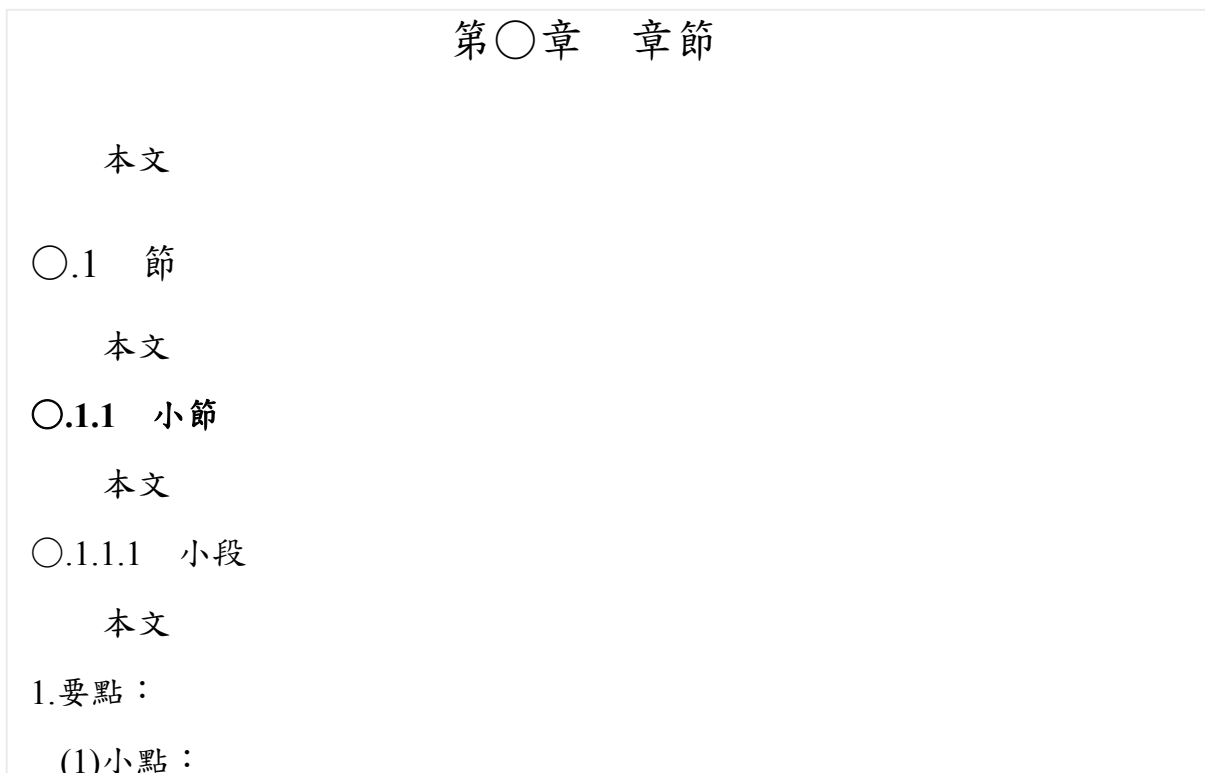 第○章　章節
本文
○.1　節
本文
○.1.1　小節
本文
○.1.1.1　小段
本文
1.要點：
(1)小點：